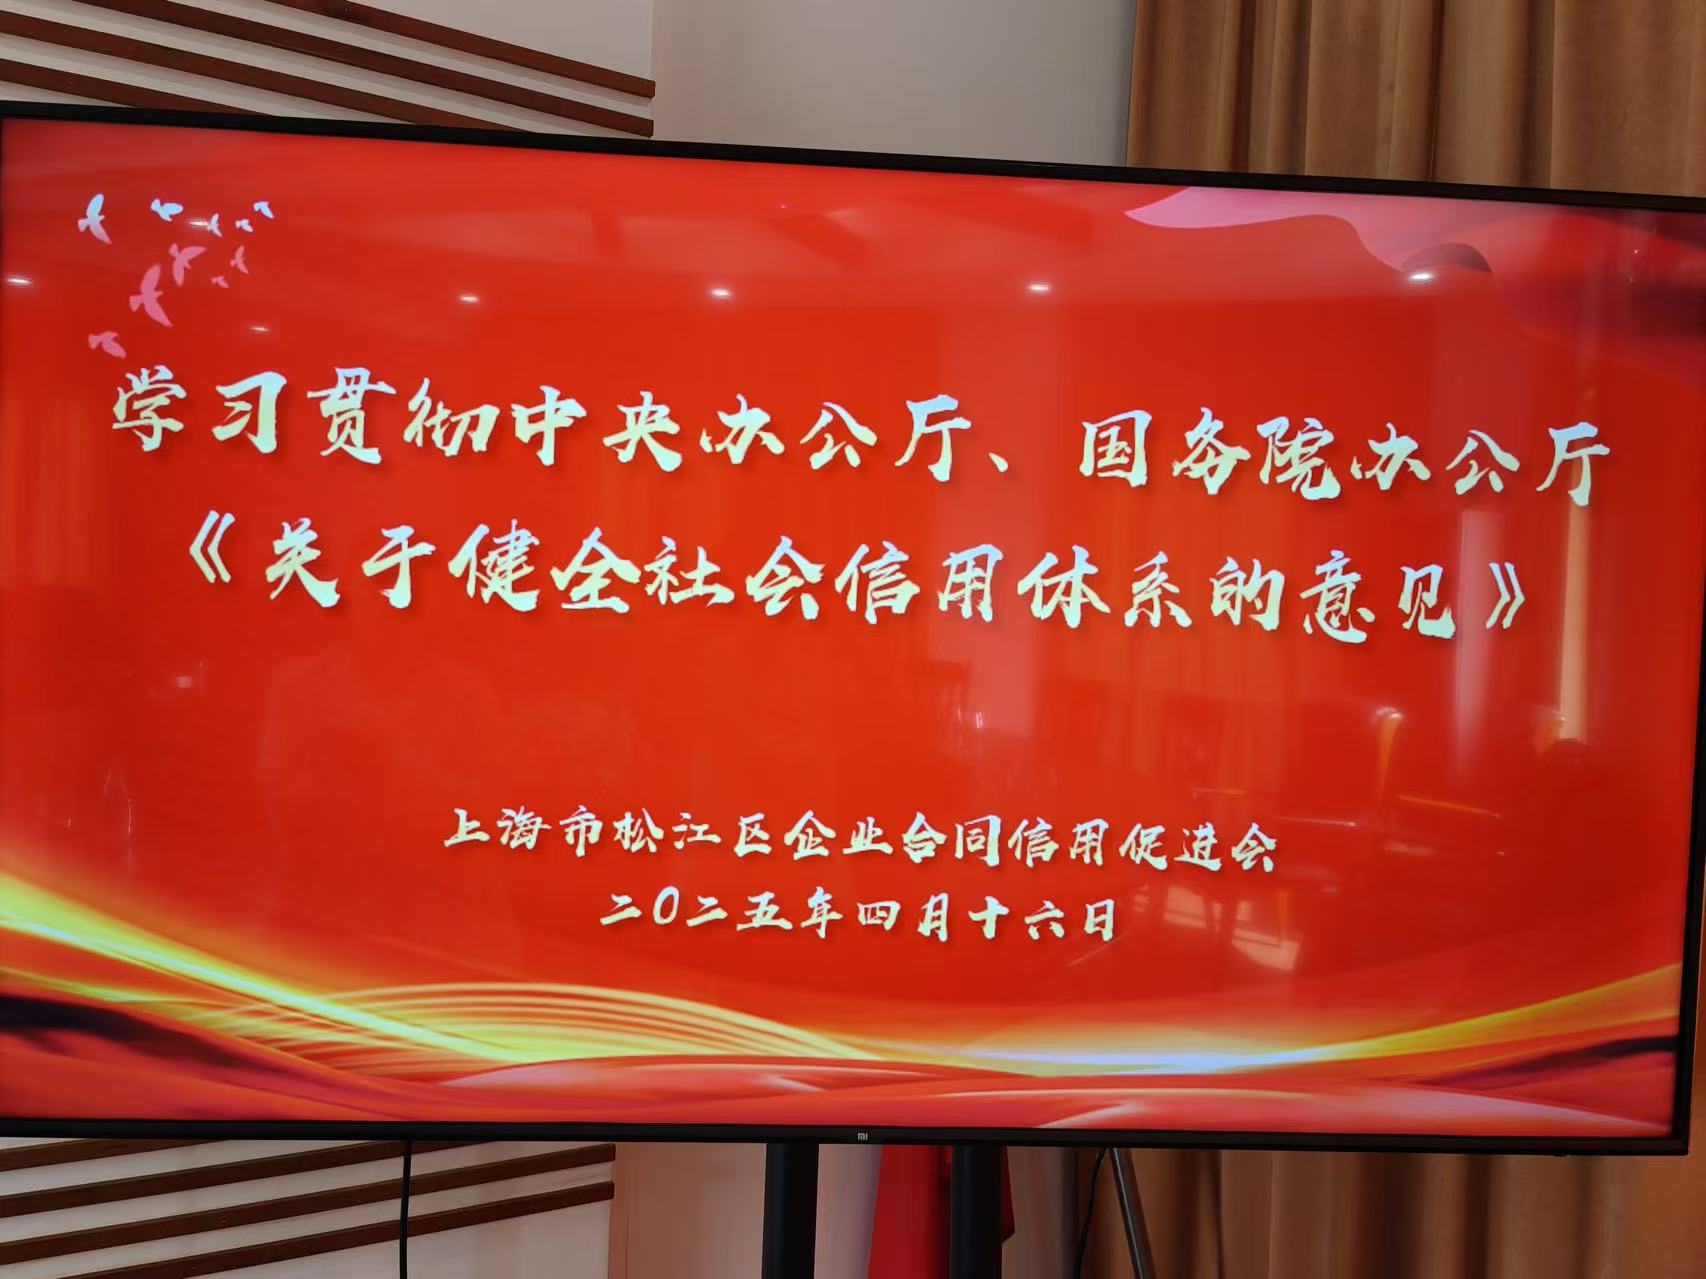 学习贯彻中央办公厅、国务院办公厅
《关于健全社会信用体系的意见》
上海市松江区企业合同信用促进会
二0二五年四月十六日
mi